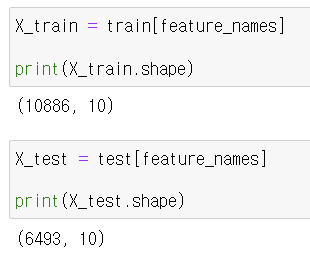 X_train = train[feature_names]
print(X_train.shape)
(10886, 10)
X_test = test[feature_names]
print(X_test.shape)
(6493, 10)